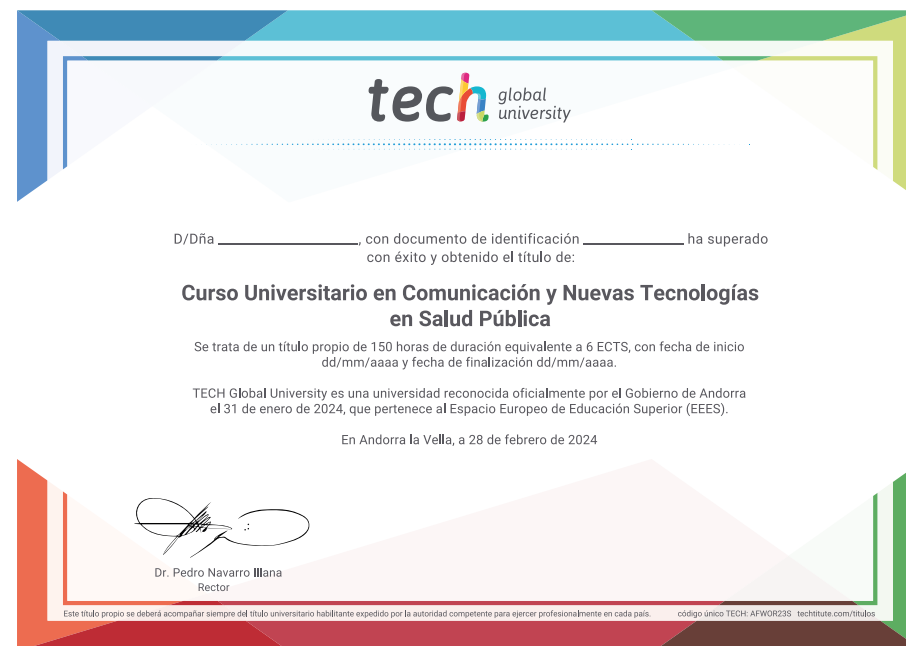 tech global university
D/Dña ____________________, con documento de identificación ______________ ha superado
con éxito y obtenido el título de:
Curso Universitario en Comunicación y Nuevas Tecnologías
en Salud Pública
Se trata de un título propio de 150 horas de duración equivalente a 6 ECTS, con fecha de inicio
dd/mm/aaaa y fecha de finalización dd/mm/aaaa.
TECH Global University es una universidad reconocida oficialmente por el Gobierno de Andorra
el 31 de enero de 2024, que pertenece al Espacio Europeo de Educación Superior (EEES).
En Andorra la Vella, a 28 de febrero de 2024
Dr. Pedro Navarro Illana
Rector
Este título propio se deberá acompañar siempre del título universitario habilitante expedido por la autoridad competente para ejercer profesionalmente en cada país. código único TECH: AFWOR23S techtitute.com/titulos